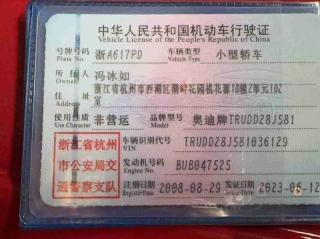 中华人民共和国机动车行驶证
Vehicle License of the People's Republic of China
号牌号码 浙A617PD 车辆类型 小型轿车
Plate No. Vehicle Type
所有人 冯冰如
Owner
住址 浙江省杭州市西湖区 花园桃花 18幢2单元102
室
使用性质 非营运 品牌型号 奥迪牌TRUDD28J581
Use Character Model
浙江省杭州
市公安局交
通警察支队
车辆识别代号 TRUDD28J581036129
VIN
发动机号码 BUB047525
Engine No.
注册日期 2008-08-29 发证日期 2023-06-12
Register Date Issue Date